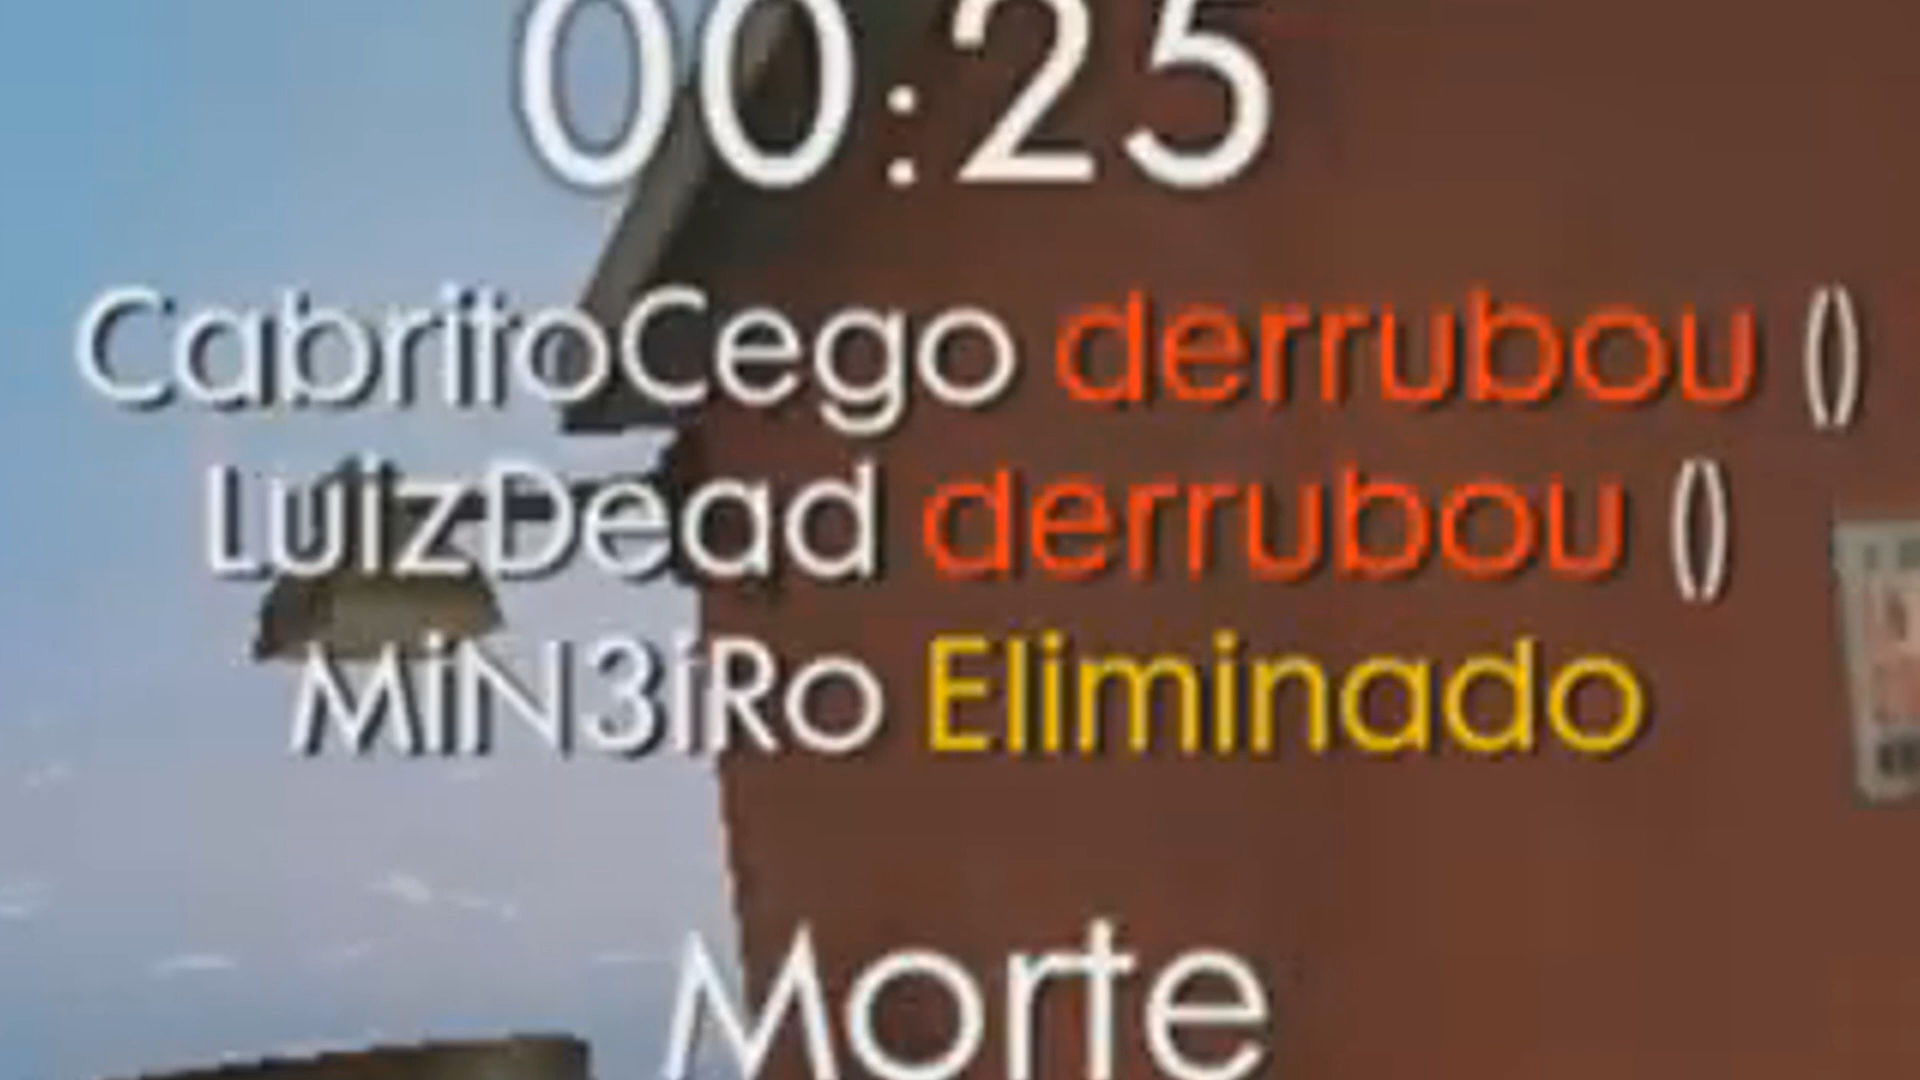 00:25
CabritoCego derrubou ()
LuizDead derrubou ()
MiN3iRo Eliminado
Morte